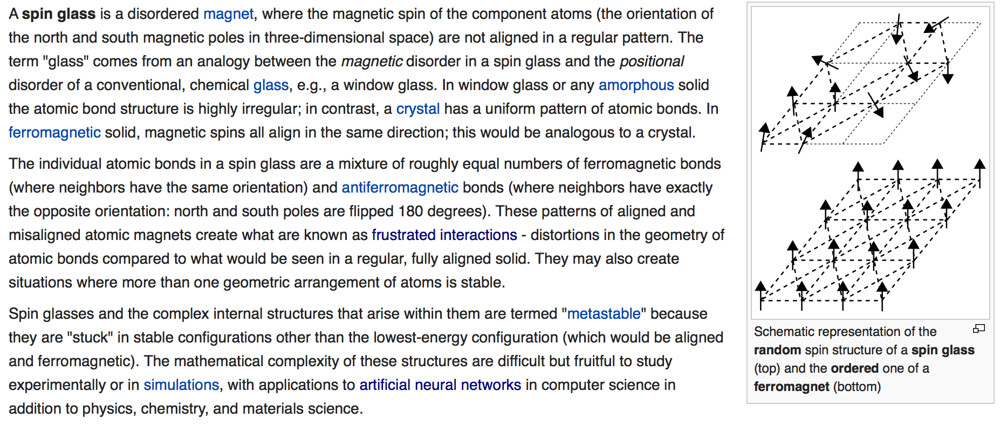 A spin glass is a disordered magnet, where the magnetic spin of the component atoms (the orientation of
the north and south magnetic poles in three-dimensional space) are not aligned in a regular pattern. The
term "glass" comes from an analogy between the magnetic disorder in a spin glass and the positional
disorder of a conventional, chemical glass, e.g., a window glass. In window glass or any amorphous solid
the atomic bond structure is highly irregular; in contrast, a crystal has a uniform pattern of atomic bonds. In
ferromagnetic solid, magnetic spins all align in the same direction; this would be analogous to a crystal.
The individual atomic bonds in a spin glass are a mixture of roughly equal numbers of ferromagnetic bonds
(where neighbors have the same orientation) and antiferromagnetic bonds (where neighbors have exactly
the opposite orientation: north and south poles are flipped 180 degrees). These patterns of aligned and
misaligned atomic magnets create what are known as frustrated interactions - distortions in the geometry of
atomic bonds compared to what would be seen in a regular, fully aligned solid. They may also create
situations where more than one geometric arrangement of atoms is stable.
Spin glasses and the complex internal structures that arise within them are termed "metastable" because
they are "stuck" in stable configurations other than the lowest-energy configuration (which would be aligned
and ferromagnetic). The mathematical complexity of these structures are difficult but fruitful to study
experimentally or in simulations, with applications to artificial neural networks in computer science in
addition to physics, chemistry, and materials science.
Schematic representation of the
random spin structure of a spin glass
(top) and the ordered one of a
ferromagnet (bottom)